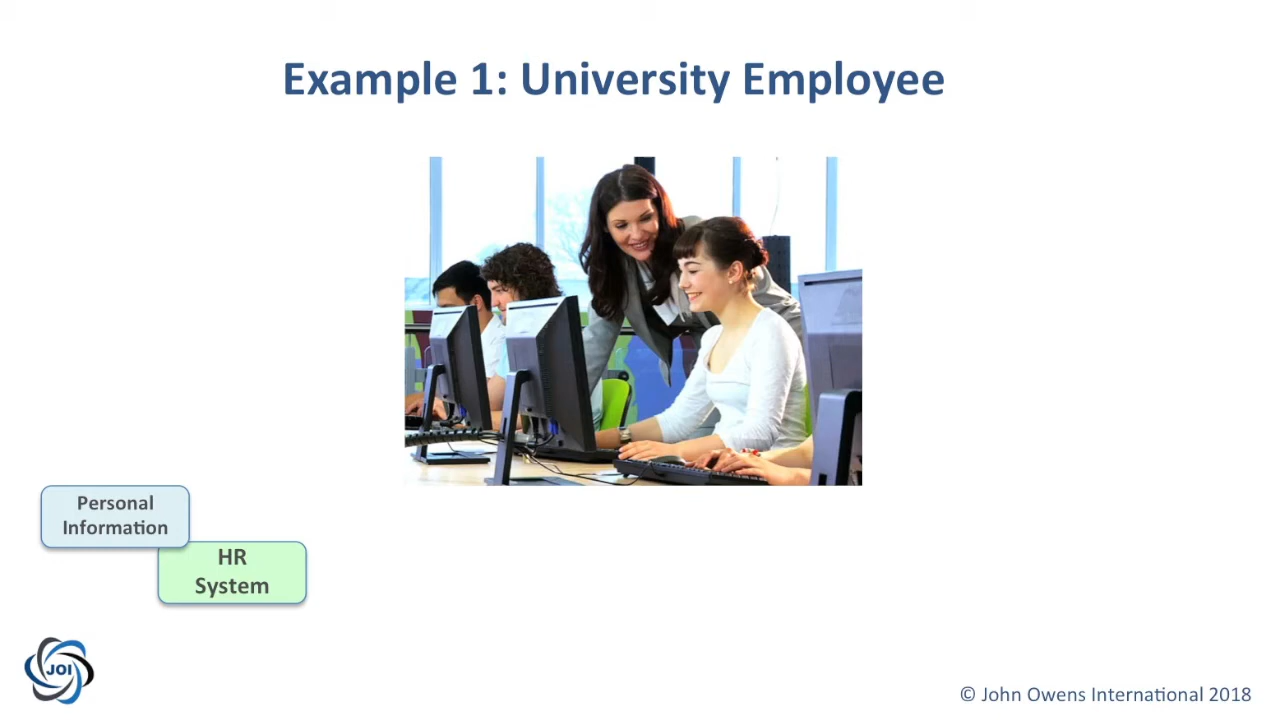 Example 1: University Employee
Personal
Information
HR
System
JOI
© John Owens International 2018